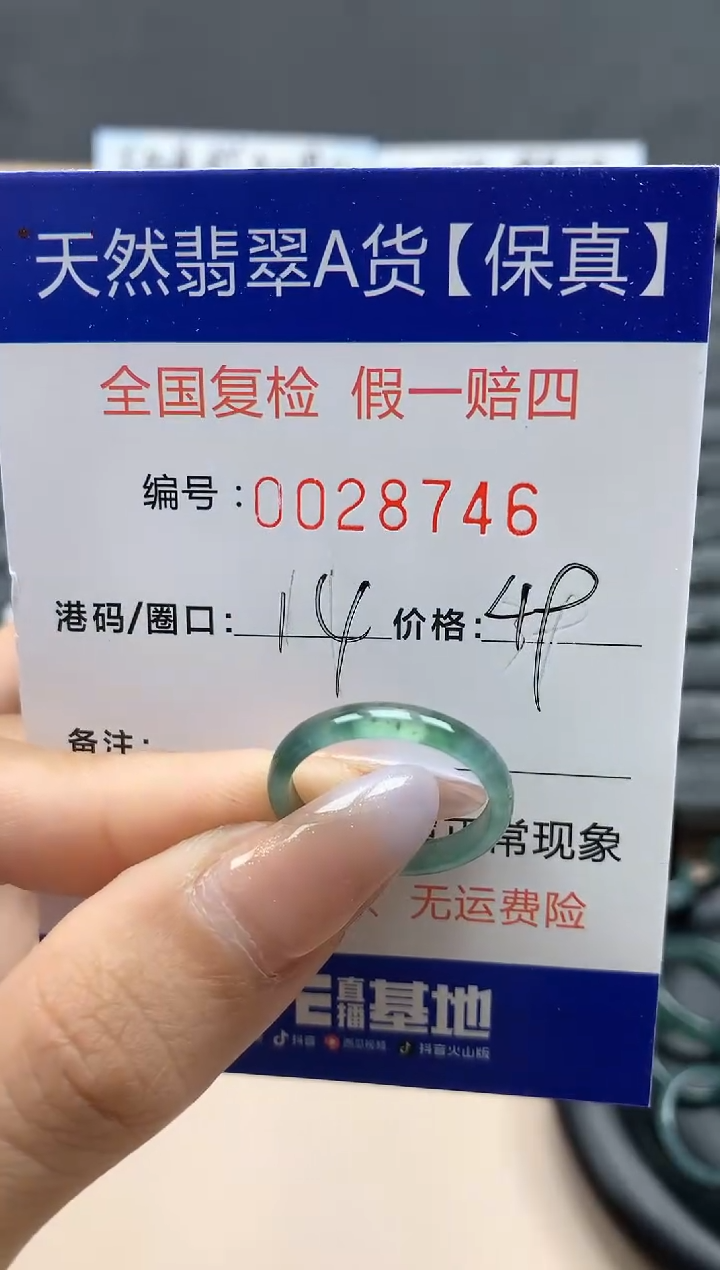 天然翡翠A货【保真】
全国复检 假一赔四
编号：0028746
港码/圈口：14 价格：4P
备注：
正常现象
无运费险
直播基地
抖音 西瓜视频 抖音火山版